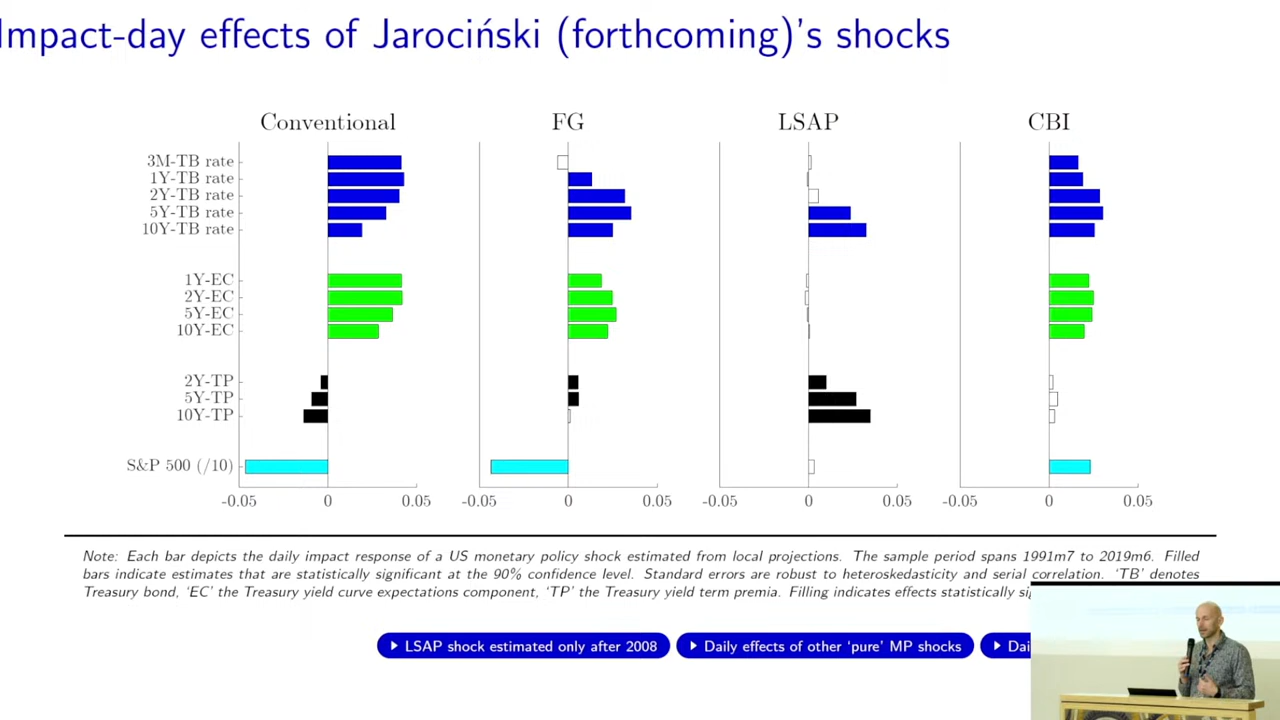 Impact-day effects of Jarociński (forthcoming)'s shocks
Conventional FG LSAP CBI
3M-TB rate
1Y-TB rate
2Y-TB rate
5Y-TB rate
10Y-TB rate
1Y-EC
2Y-EC
5Y-EC
10Y-EC
2Y-TP
5Y-TP
10Y-TP
S&P 500 (/10)
-0.05 0 0.05 -0.05 0 0.05 -0.05 0 0.05 -0.05 0 0.05
Note: Each bar depicts the daily impact response of a US monetary policy shock estimated from local projections. The sample period spans 1991m7 to 2019m6. Filled
bars indicate estimates that are statistically significant at the 90% confidence level. Standard errors are robust to heteroskedasticity and serial correlation. 'TB' denotes
Treasury bond, 'EC' the Treasury yield curve expectations component, 'TP' the Treasury yield term premia. Filling indicates effects statistically
LSAP shock estimated only after 2008 Daily effects of other 'pure' MP shocks